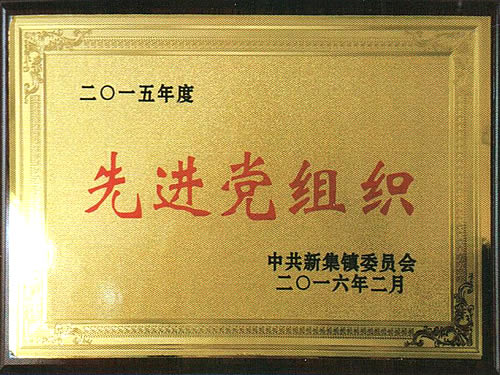 二〇一五年度
先进党组织
中共新集镇委员会
二〇一六年二月